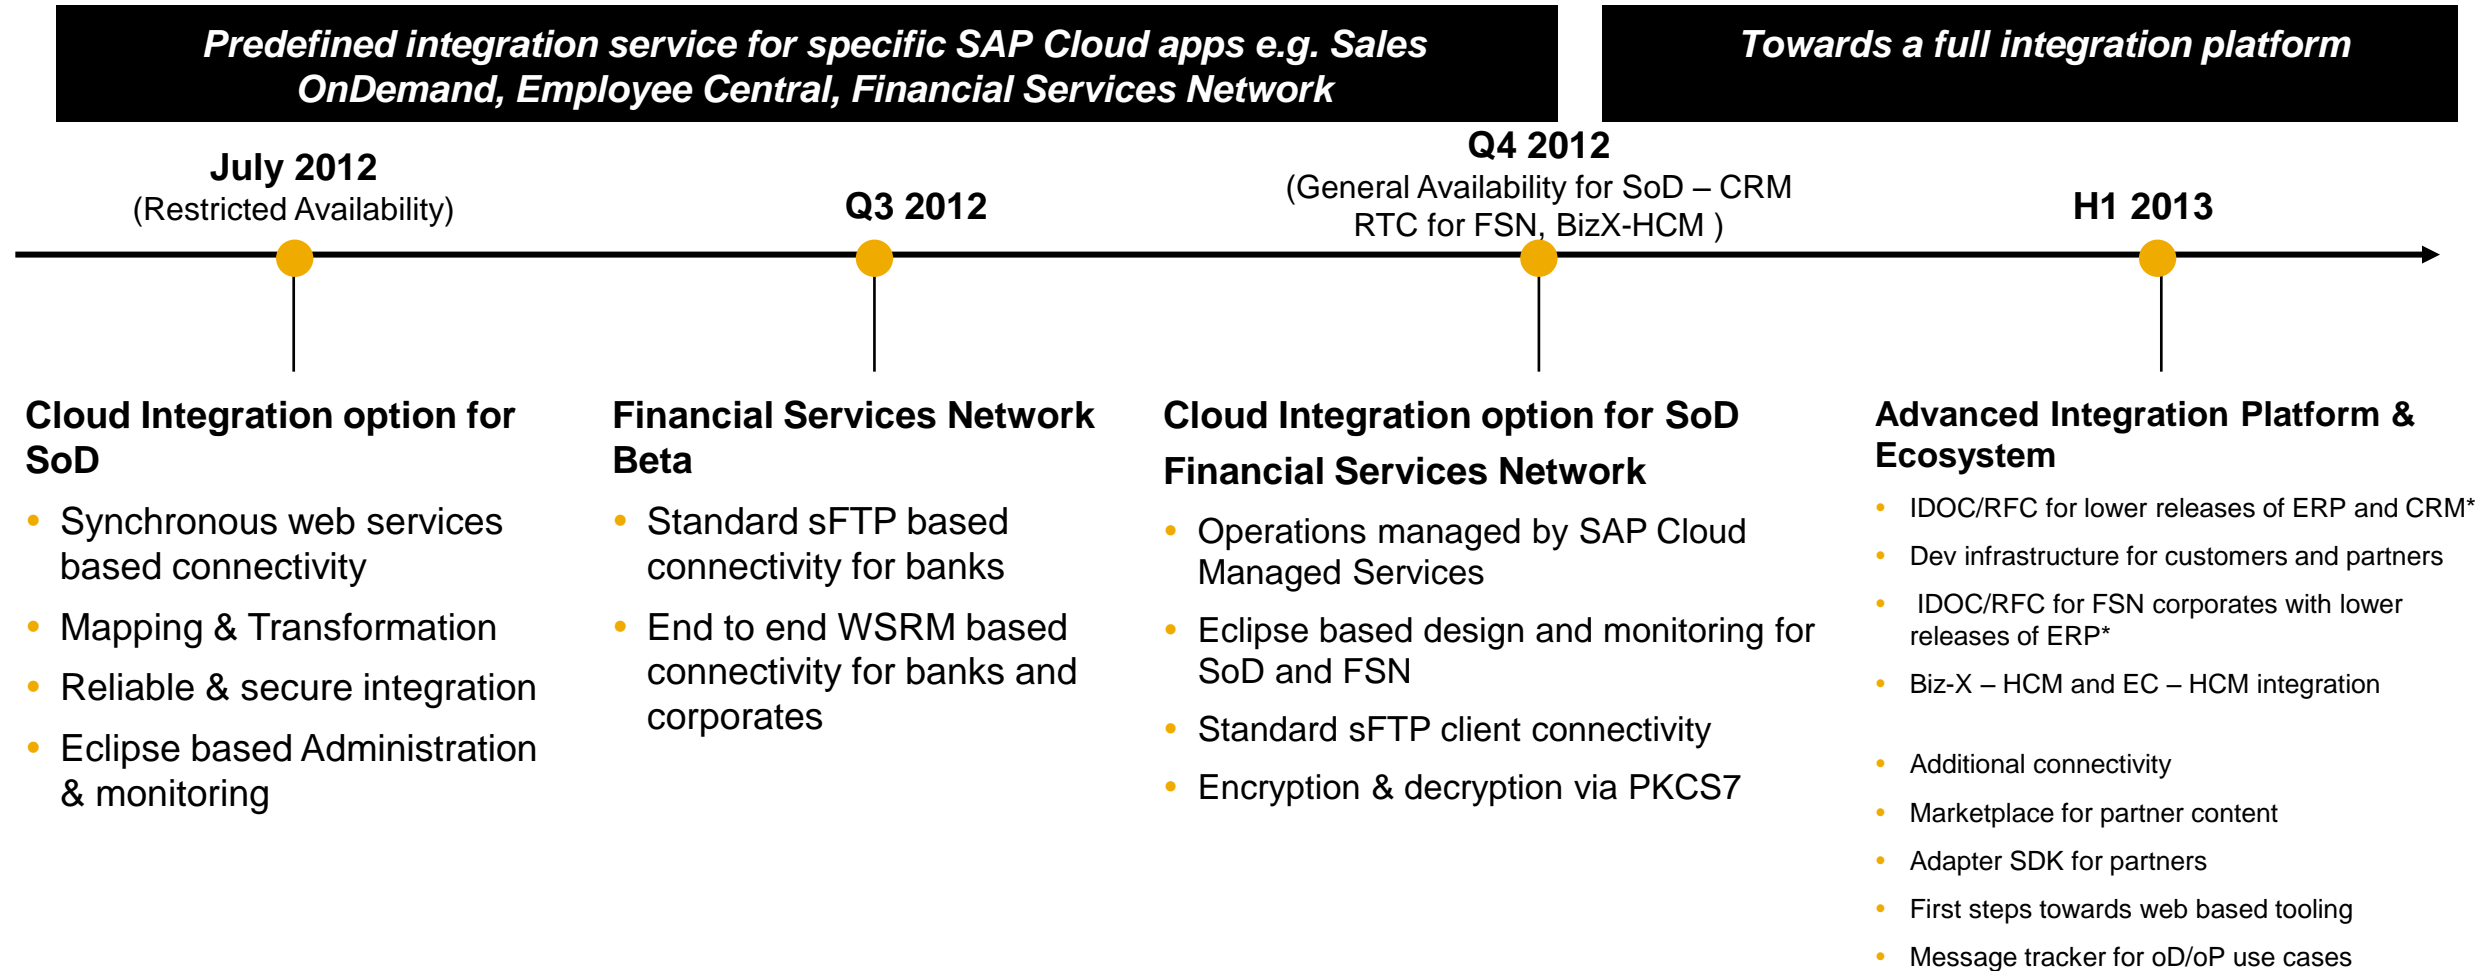 Predefined integration service for specific SAP Cloud apps e.g. Sales
OnDemand, Employee Central, Financial Services Network
Towards a full integration platform
July 2012
(Restricted Availability)
Q3 2012
Q4 2012
(General Availability for SoD – CRM
RTC for FSN, BizX-HCM )
H1 2013
Cloud Integration option for
SoD
• Synchronous web services
based connectivity
• Mapping & Transformation
• Reliable & secure integration
• Eclipse based Administration
& monitoring
Financial Services Network
Beta
• Standard sFTP based
connectivity for banks
• End to end WSRM based
connectivity for banks and
corporates
Cloud Integration option for SoD
Financial Services Network
• Operations managed by SAP Cloud
Managed Services
• Eclipse based design and monitoring for
SoD and FSN
• Standard sFTP client connectivity
• Encryption & decryption via PKCS7
Advanced Integration Platform &
Ecosystem
• IDOC/RFC for lower releases of ERP and CRM*
• Dev infrastructure for customers and partners
• IDOC/RFC for FSN corporates with lower
releases of ERP*
• Biz-X – HCM and EC – HCM integration
• Additional connectivity
• Marketplace for partner content
• Adapter SDK for partners
• First steps towards web based tooling
• Message tracker for oD/oP use cases